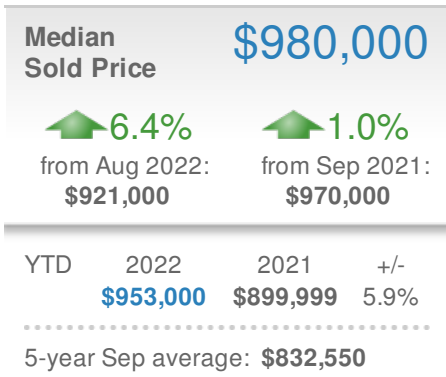 Median
Sold Price
$980,000
6.4%
from Aug 2022:
$921,000
1.0%
from Sep 2021:
$970,000
YTD 2022 2021 +/-
$953,000 $899,999 5.9%
5-year Sep average: $832,550